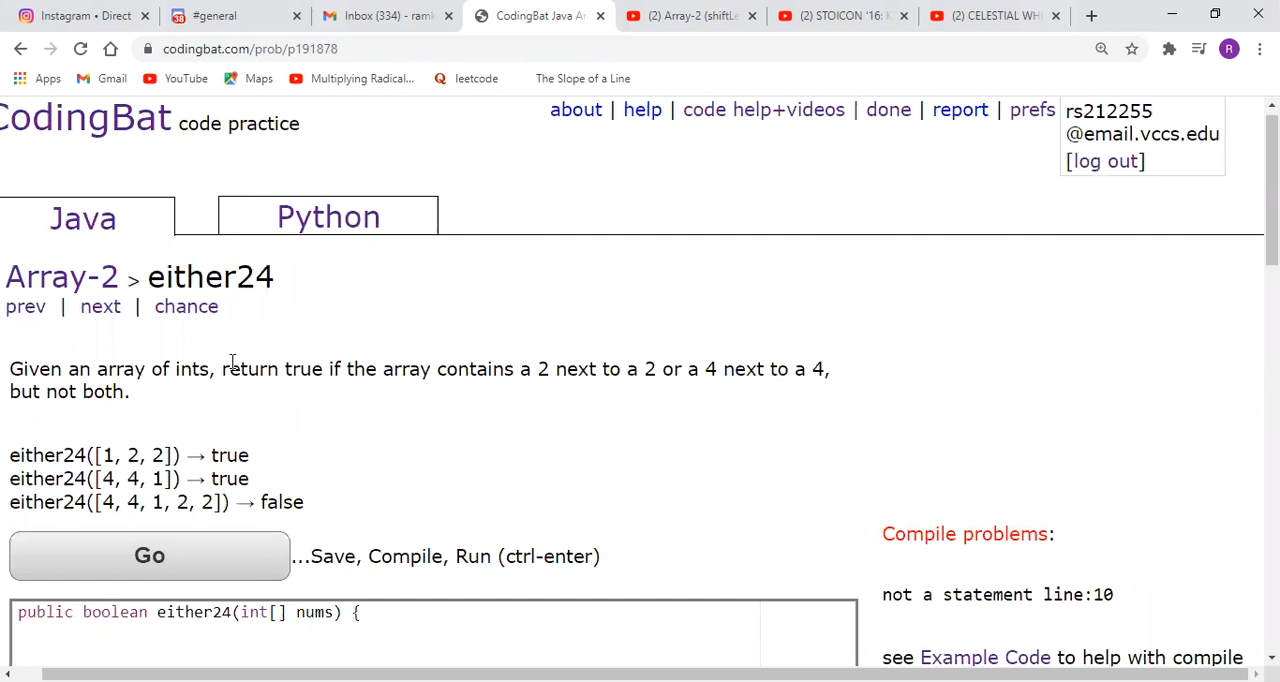 Instagram • Direct
#general
38
Inbox (334) - ramk
CodingBat Java Ar
(2) Array-2 (shiftLe
(2) STOICON '16: K
(2) CELESTIAL WHI
codingbat.com/prob/p191878
R
Apps
Gmail
YouTube
Maps
Multiplying Radical...
leetcode
The Slope of a Line
CodingBat code practice
about | help | code help+videos | done | report | prefs
rs212255
@email.vccs.edu
[log out]
Java
Python
Array-2 > either24
prev | next | chance
Given an array of ints, return true if the array contains a 2 next to a 2 or a 4 next to a 4,
but not both.
either24([1, 2, 2]) → true
either24([4, 4, 1]) → true
either24([4, 4, 1, 2, 2]) → false
Go
...Save, Compile, Run (ctrl-enter)
Compile problems:
not a statement line:10
public boolean either24(int[] nums) {
see Example Code to help with compile